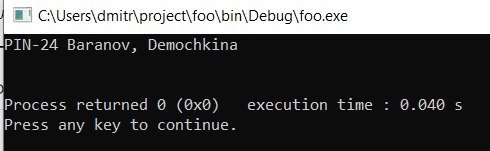 C:\Users\dmitr\project\foo\bin\Debug\foo.exe
PIN-24 Baranov, Demochkina
Process returned 0 (0x0)   execution time : 0.040 s
Press any key to continue.